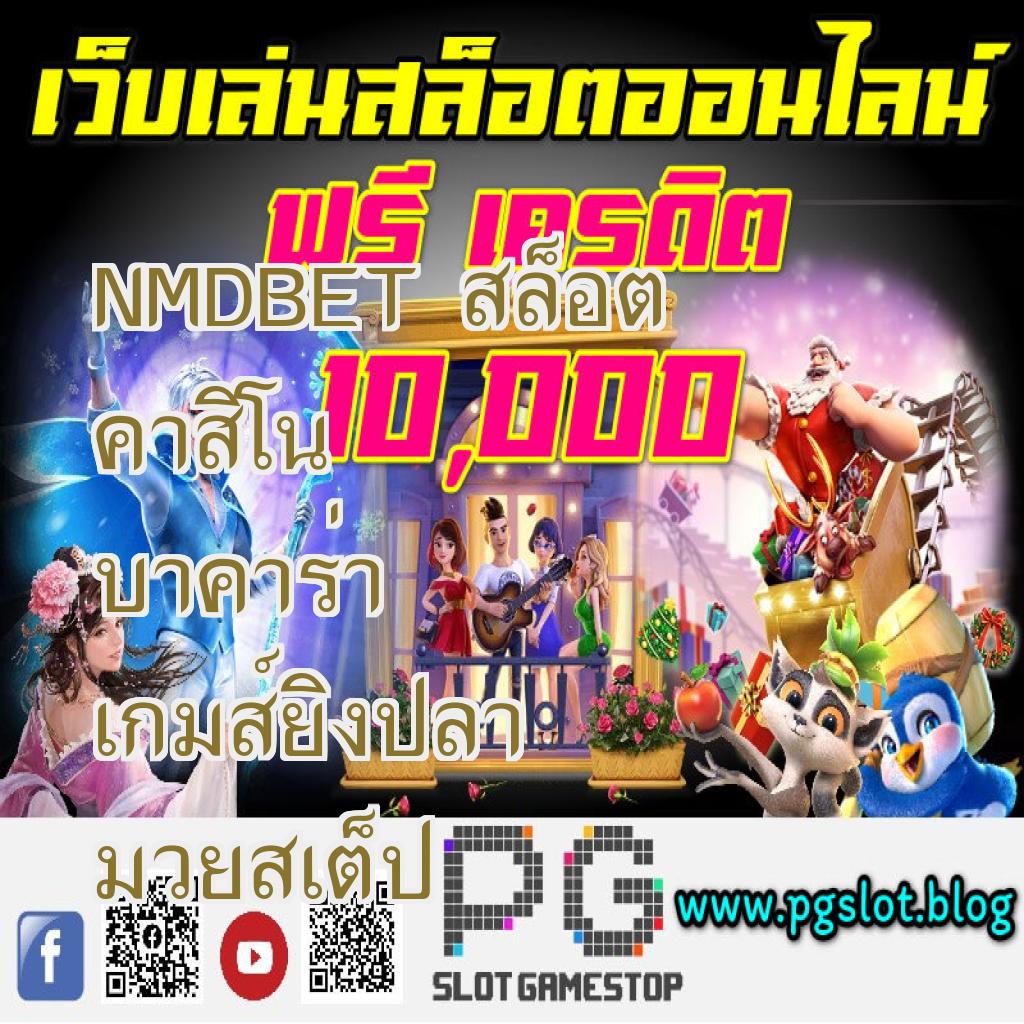 เว็บเล่นสล็อตออนไลน์
ฟรี เครดิต
NMDBET สล็อต
10,000
คาสิโน
บาคาร่า
เกมส์ยิงปลา
มวยสเต็ป
PG
www.pgslot.blog
SLOT GAMESTOP